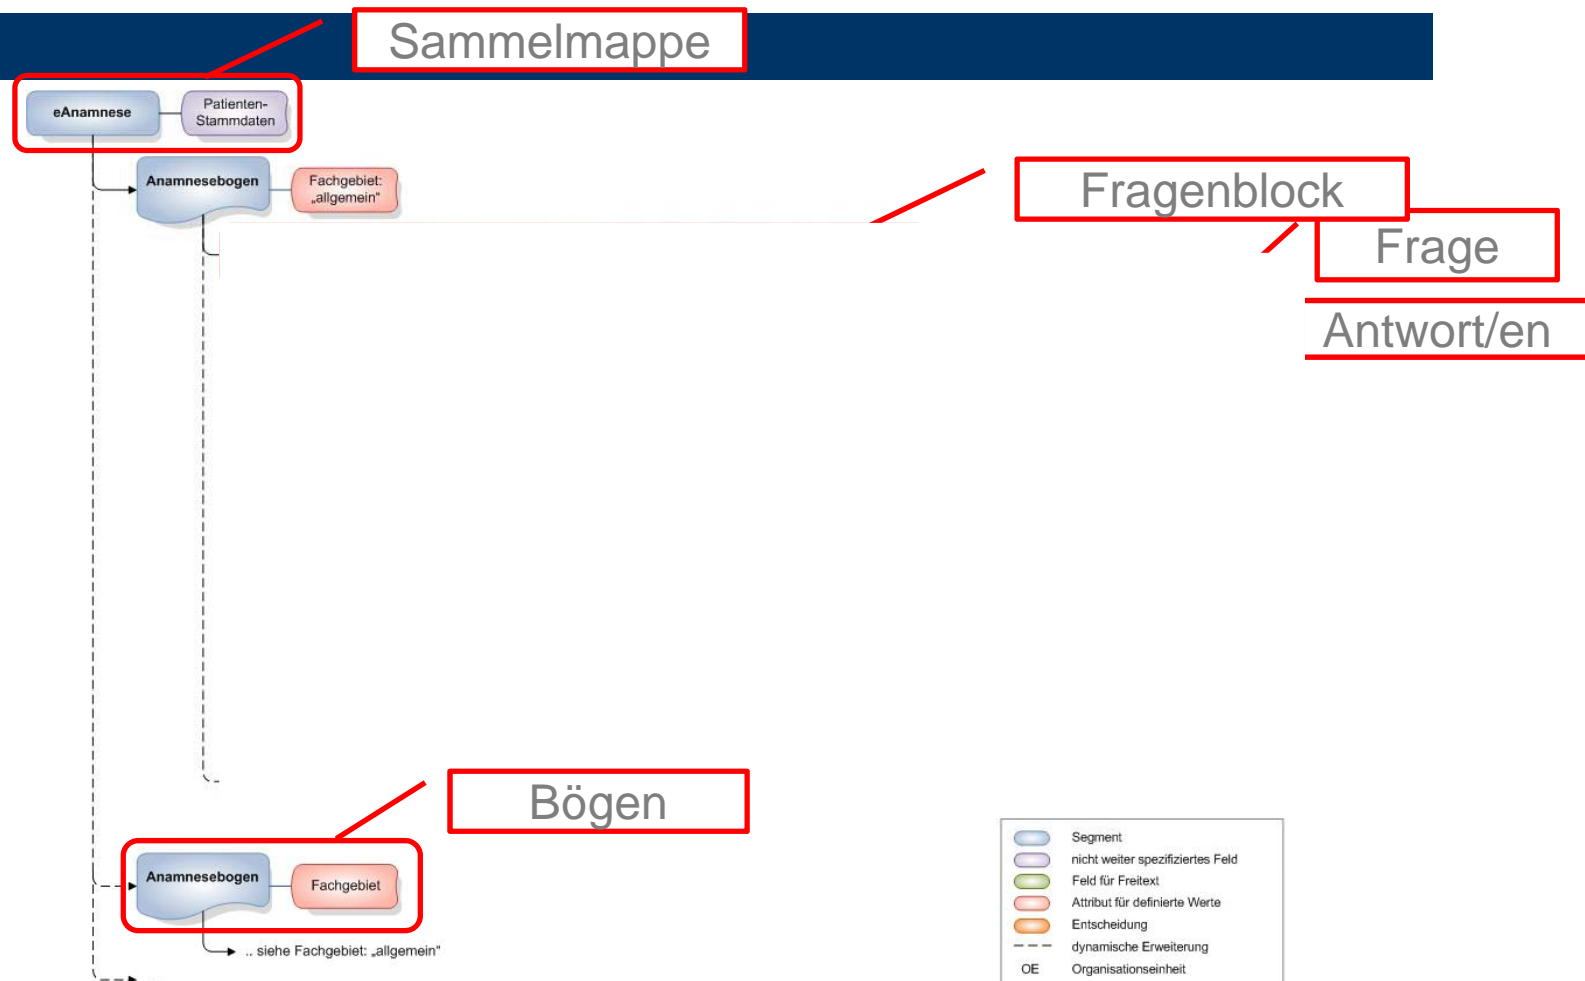 Sammelmappe
eAnamnese
Patienten-
Stammdaten
Anamnesebogen
Fachgebiet:
„allgemein“
Fragenblock
Frage
Antwort/en
Bögen
Anamnesebogen
Fachgebiet
.. siehe Fachgebiet: „allgemein“
Segment
nicht weiter spezifiziertes Feld
Feld für Freitext
Attribut für definierte Werte
Entscheidung
dynamische Erweiterung
OE Organisationseinheit